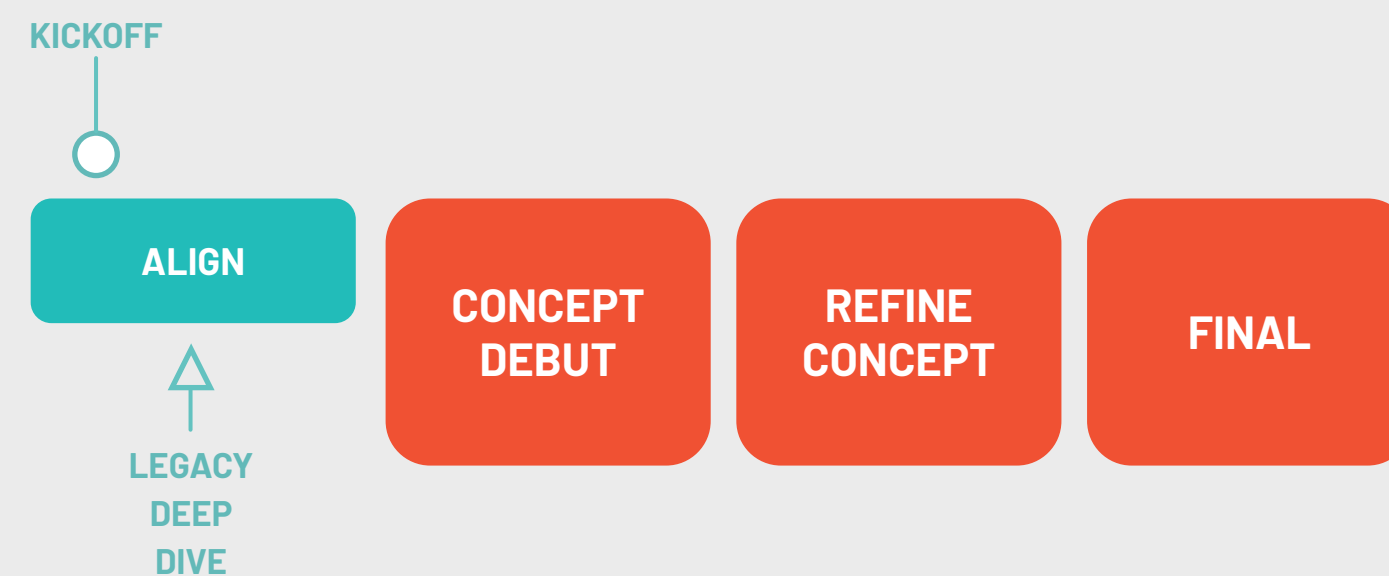 KICKOFF
ALIGN
CONCEPT
DEBUT
REFINE
CONCEPT
FINAL
LEGACY
DEEP
DIVE